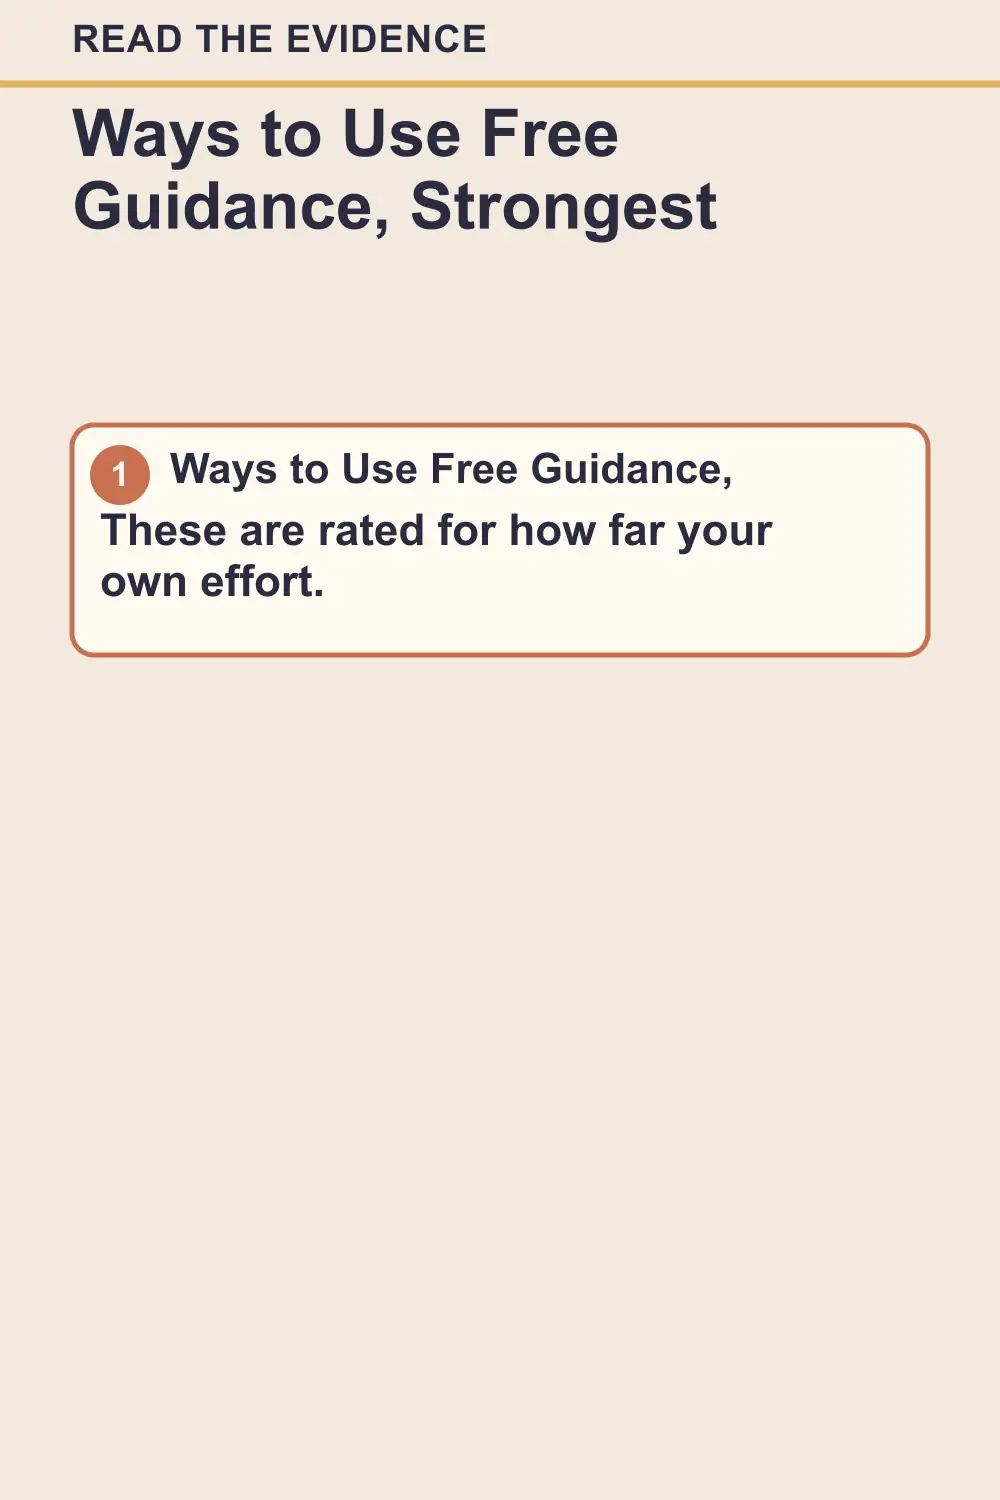 READ THE EVIDENCE
Ways to Use Free
Guidance, Strongest
1 Ways to Use Free Guidance,
These are rated for how far your
own effort.